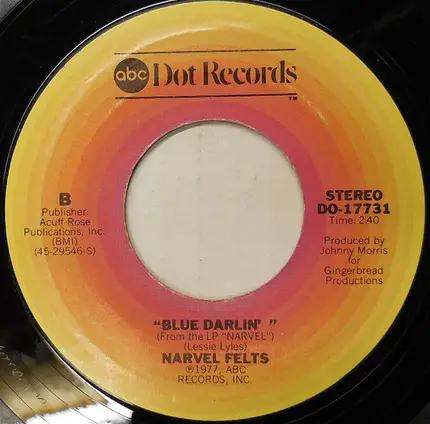 abc Dot Records
™
B
Publisher:
Acuff-Rose
Publications, Inc.
(BMI)
(45-29546-S)
STEREO
DO-17731
Time: 2:40
Produced by
Johnny Morris
for
Gingerbread
Productions
"BLUE DARLIN' "
(From the LP "NARVEL")
(Lessie Lyles)
NARVEL FELTS
℗1977, ABC
RECORDS, INC.